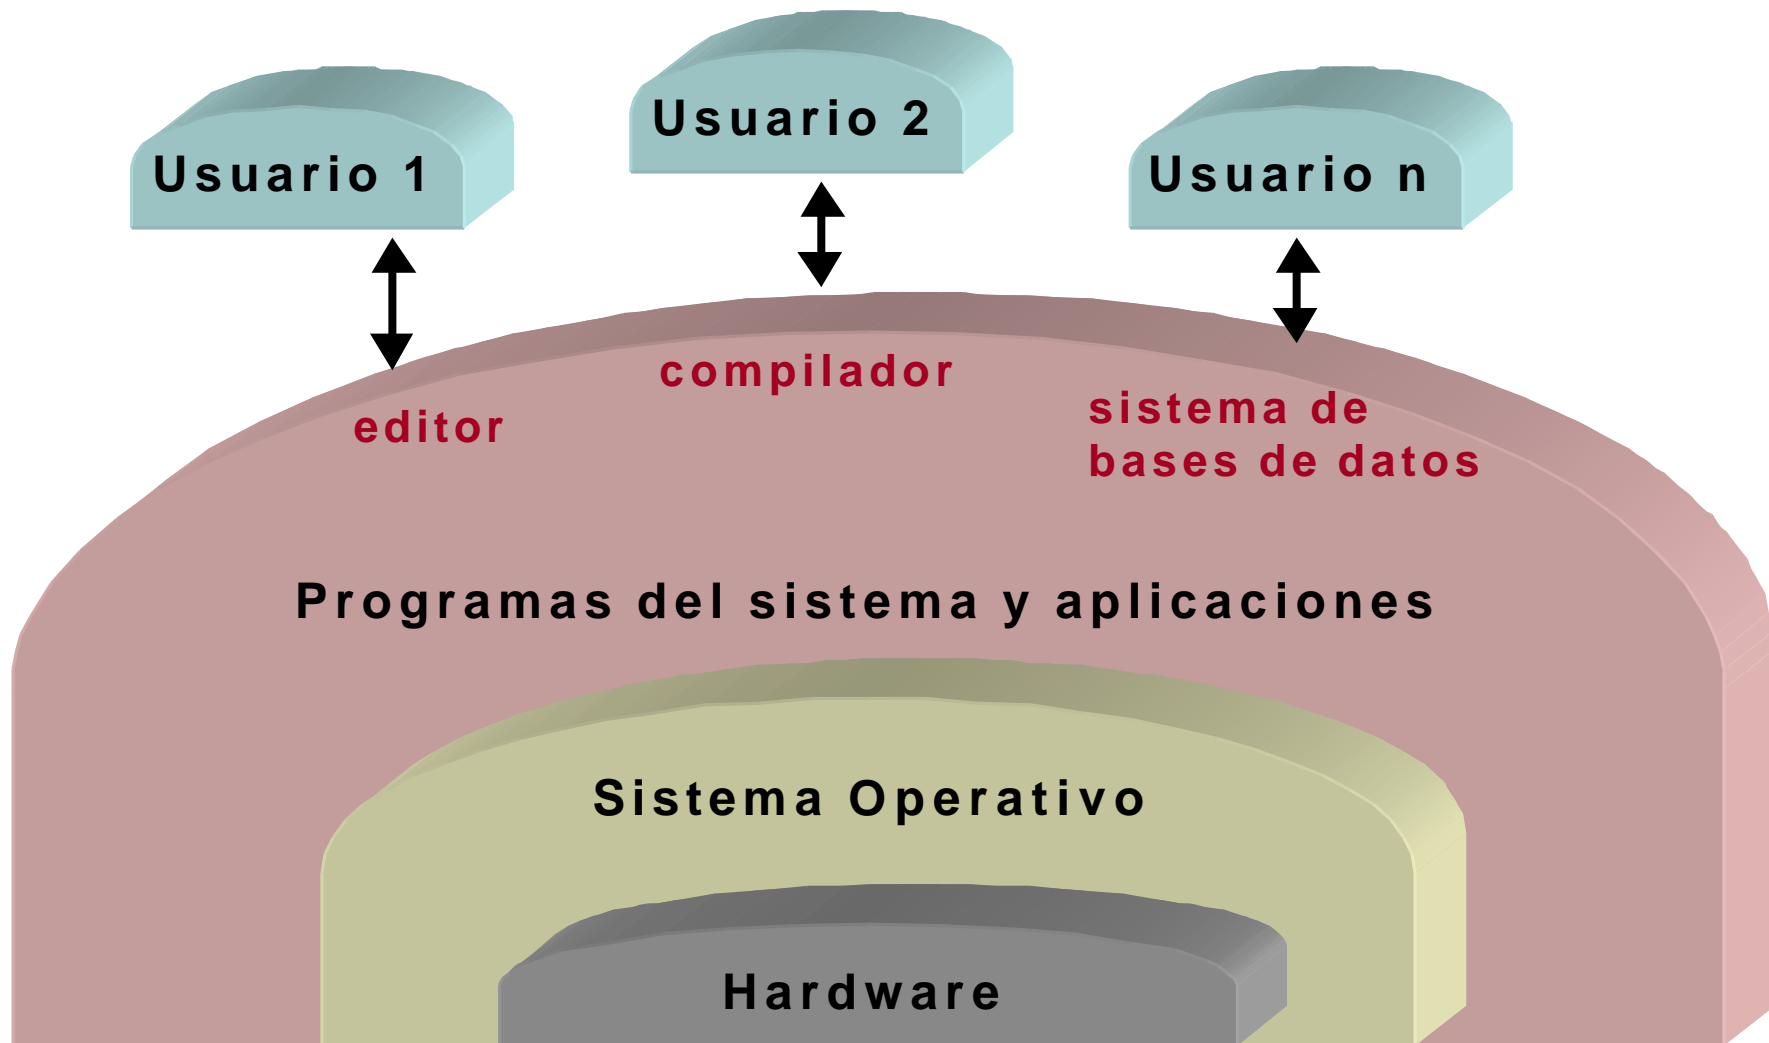 Usuario 1
Usuario 2
Usuario n
editor
compilador
sistema de
bases de datos
Programas del sistema y aplicaciones
Sistema Operativo
Hardware